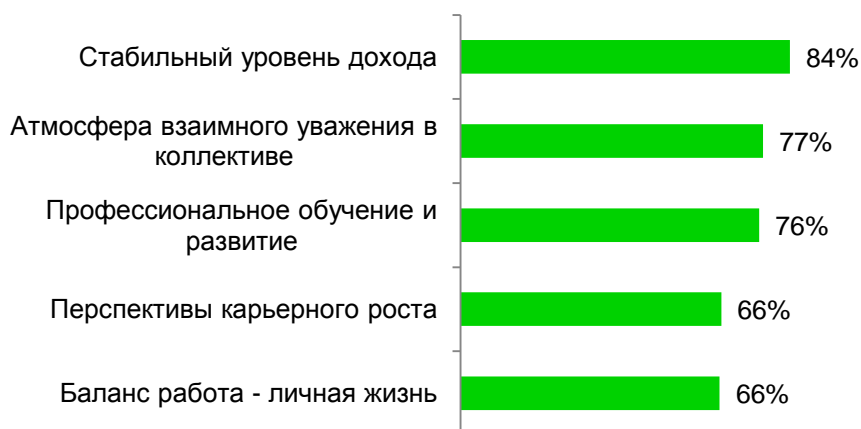 Стабильный уровень дохода
84%
Атмосфера взаимного уважения в
коллективе
77%
Профессиональное обучение и
развитие
76%
Перспективы карьерного роста
66%
Баланс работа - личная жизнь
66%